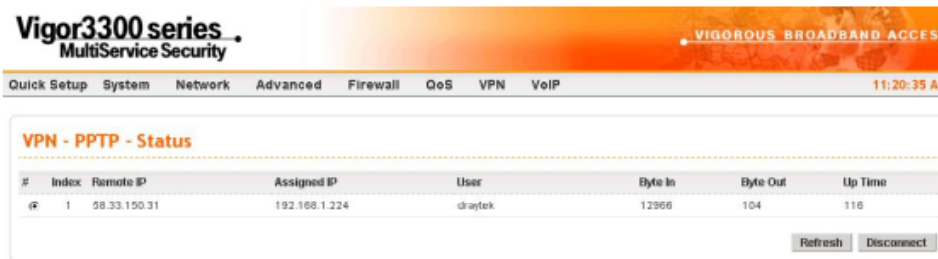 Vigor3300 series
MultiService Security
VIGOROUS BROADBAND ACCES
Quick Setup System Network Advanced Firewall QoS VPN VoIP 11:20:35 A
VPN - PPTP - Status
# Index Remote IP Assigned IP User Byte In Byte Out Up Time
1 58.33.150.31 192.168.1.224 draytek 12966 104 116
Refresh Disconnect